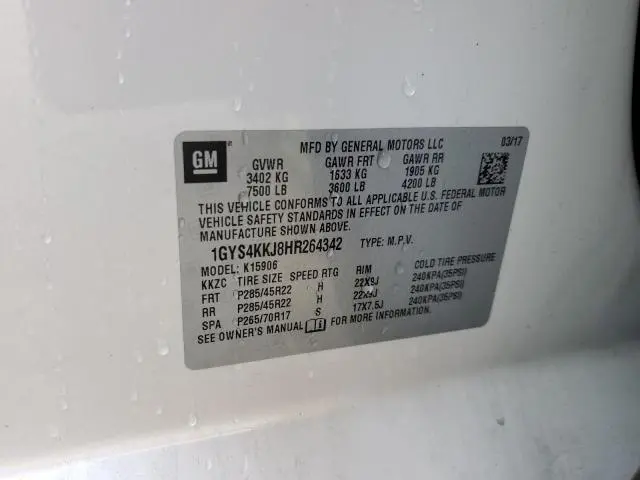 GM
MFD BY GENERAL MOTORS LLC 03/17
GVWR GAWR FRT GAWR RR
3402 KG 1633 KG 1905 KG
7500 LB 3600 LB 4200 LB
THIS VEHICLE CONFORMS TO ALL APPLICABLE U.S. FEDERAL MOTOR
VEHICLE SAFETY STANDARDS IN EFFECT ON THE DATE OF
MANUFACTURE SHOWN ABOVE.
1GYS4KKJ8HR264342 TYPE: M.P.V.
MODEL: K15906
KKZC TIRE SIZE SPEED RTG RIM COLD TIRE PRESSURE
FRT P285/45R22 H 22X9J 240KPA(35PSI)
RR P285/45R22 H 22X9J 240KPA(35PSI)
SPA P265/70R17 S 17X7.5J 240KPA(35PSI)
SEE OWNER'S MANUAL FOR MORE INFORMATION.